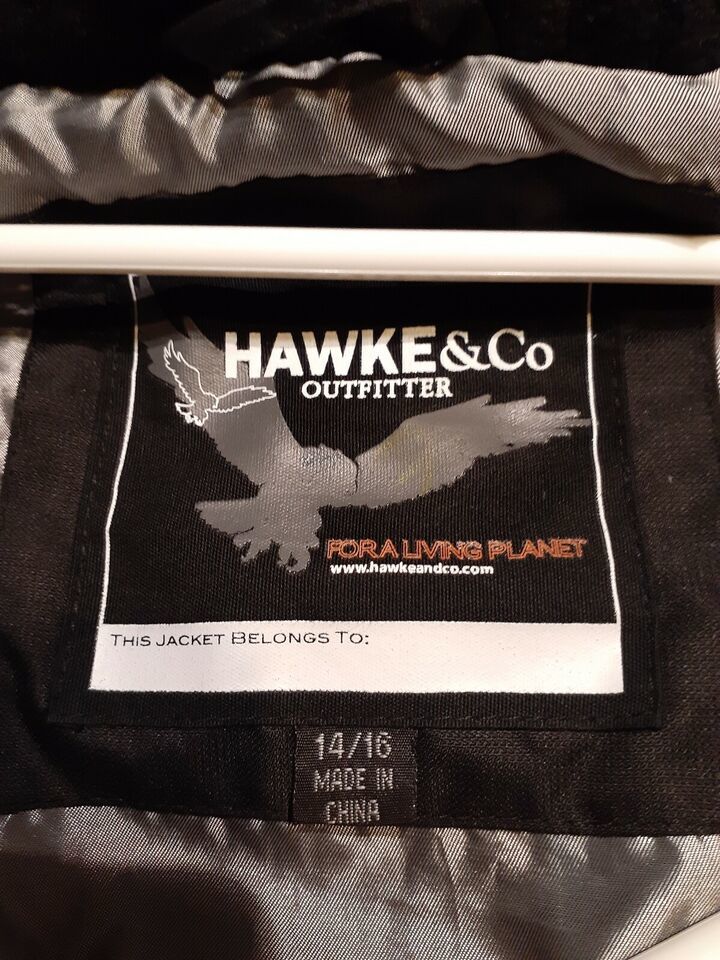 HAWKE&Co
OUTFITTER
FOR A LIVING PLANET
www.hawkeandco.com
THIS JACKET BELONGS TO:
14/16
MADE IN
CHINA